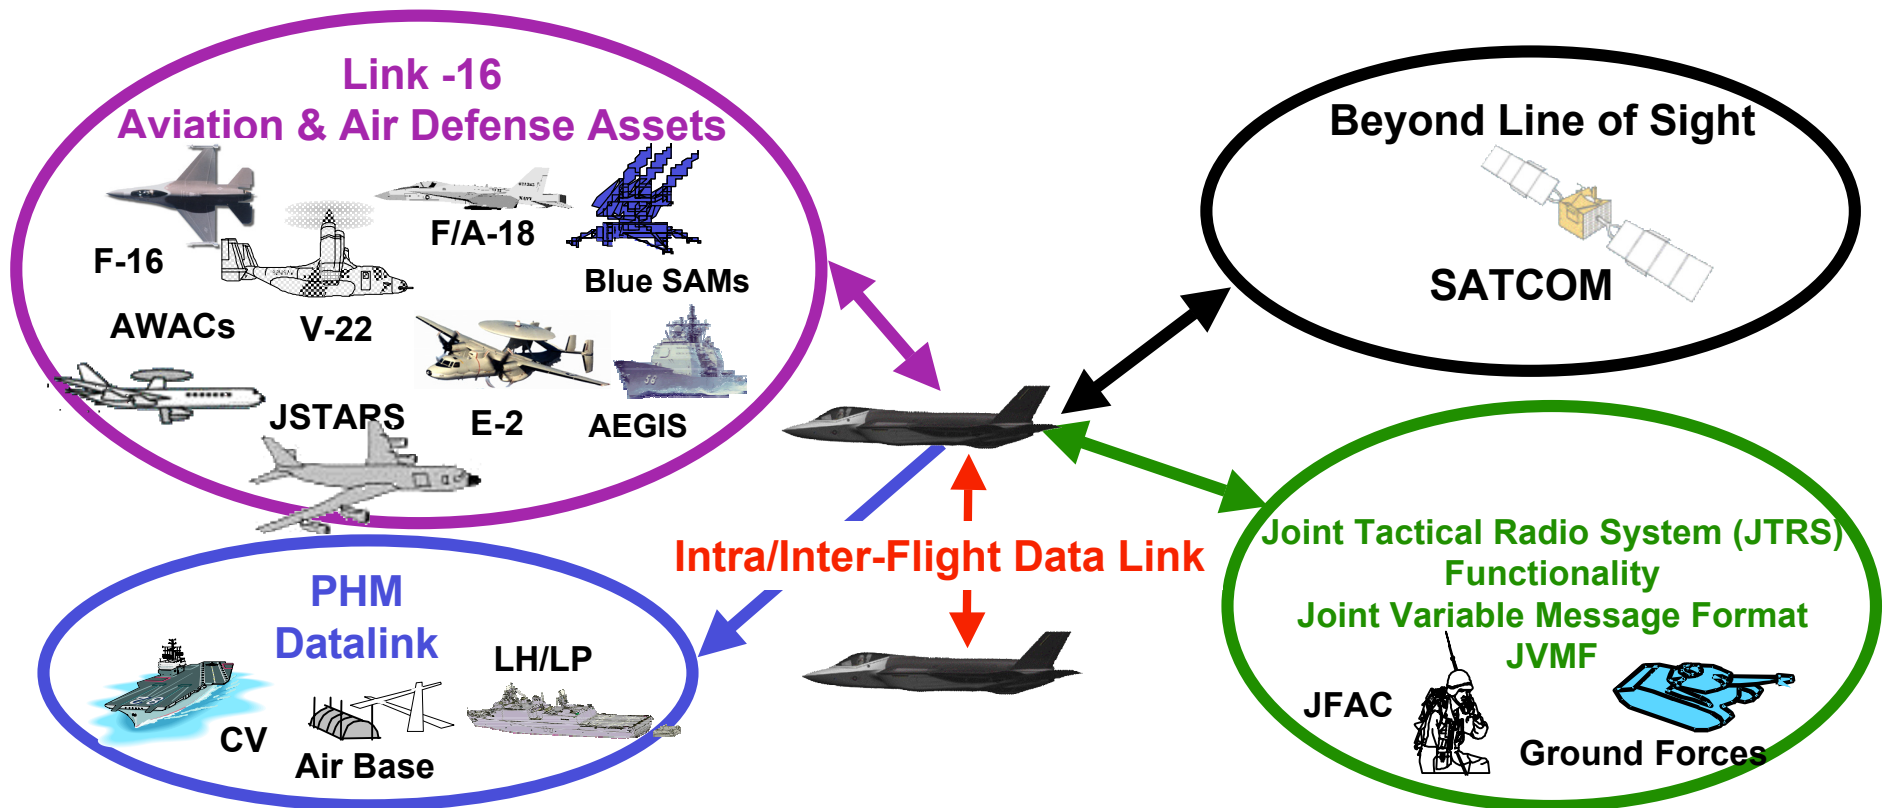 Link -16
Aviation & Air Defense Assets
F-16
F/A-18
Blue SAMs
AWACs
V-22
JSTARS
E-2
AEGIS
56
Beyond Line of Sight
SATCOM
Intra/Inter-Flight Data Link
PHM
Datalink
CV
Air Base
LH/LP
Joint Tactical Radio System (JTRS)
Functionality
Joint Variable Message Format
JVMF
JFAC
Ground Forces